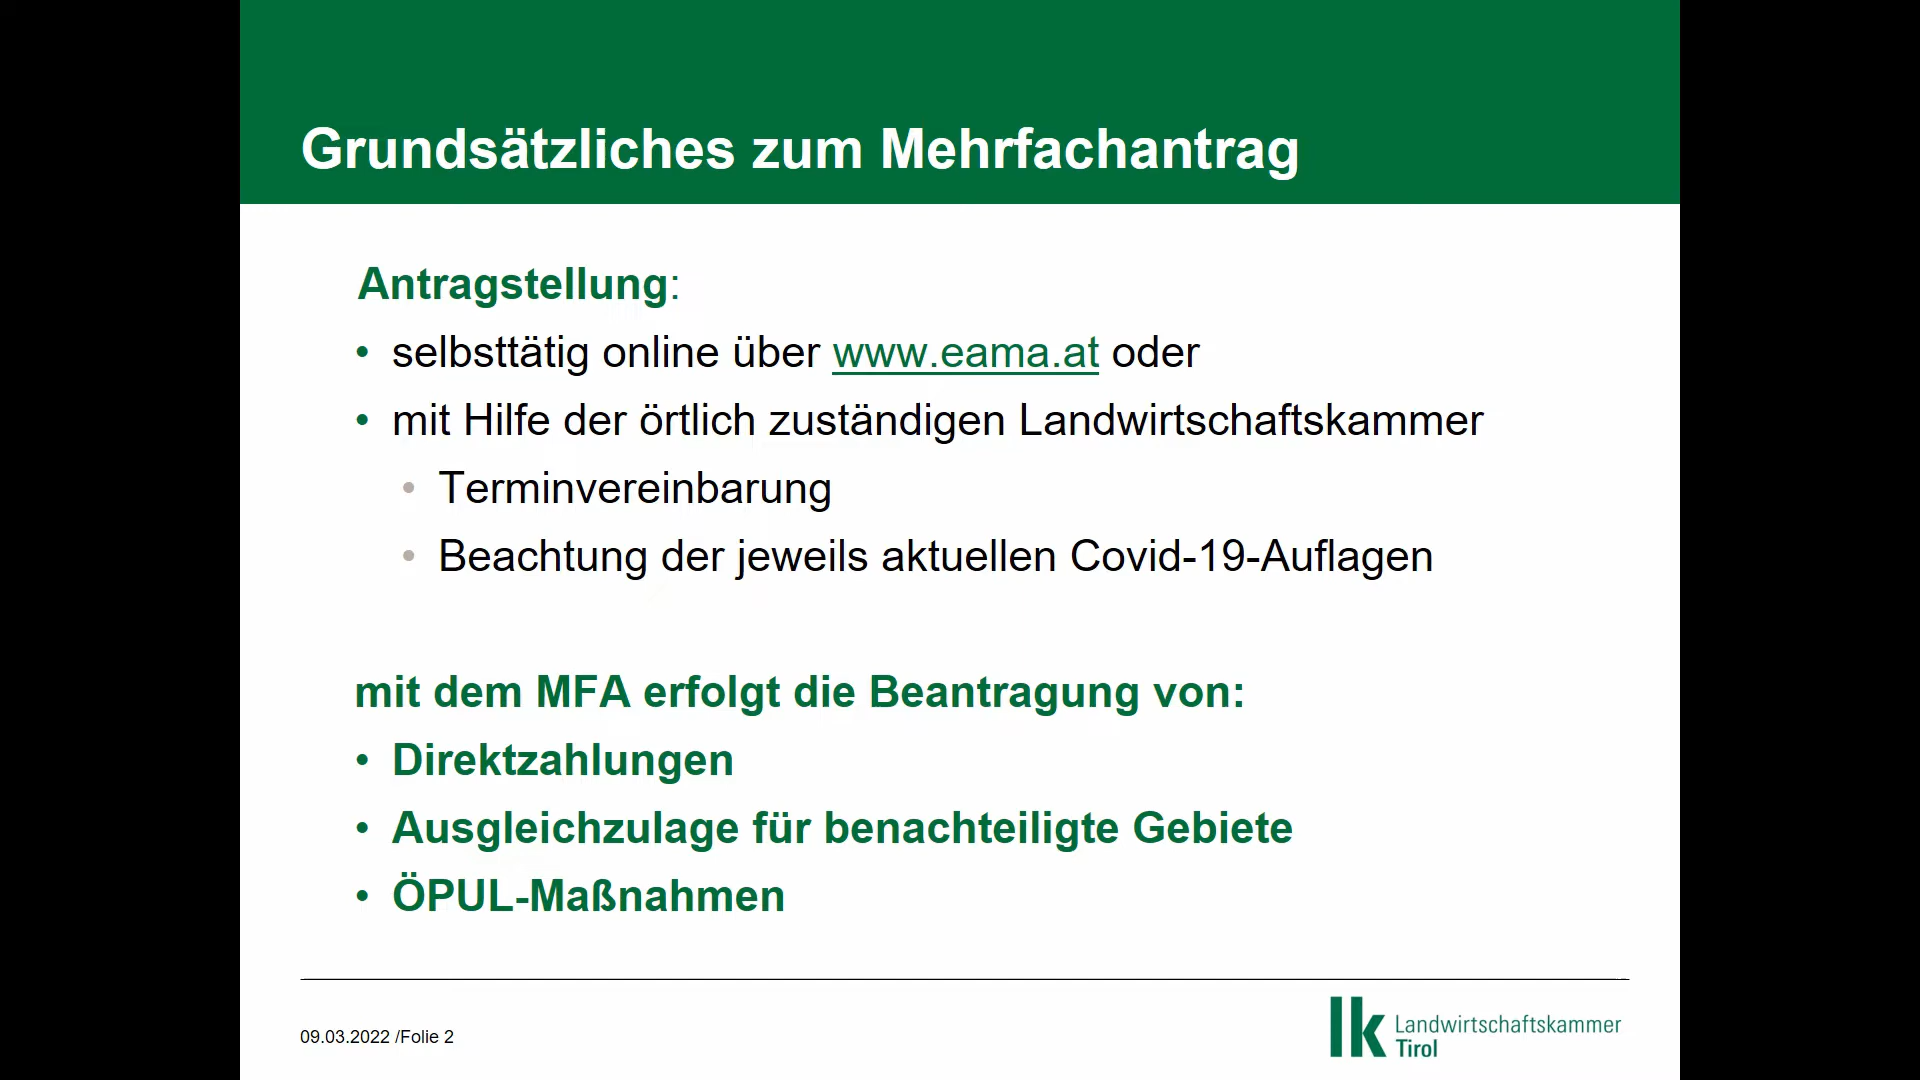 Grundsätzliches zum Mehrfachantrag
Antragstellung:
• selbsttätig online über www.eama.at oder
• mit Hilfe der örtlich zuständigen Landwirtschaftskammer
• Terminvereinbarung
• Beachtung der jeweils aktuellen Covid-19-Auflagen
mit dem MFA erfolgt die Beantragung von:
• Direktzahlungen
• Ausgleichzulage für benachteiligte Gebiete
• ÖPUL-Maßnahmen
09.03.2022 /Folie 2
lk Landwirtschaftskammer
Tirol